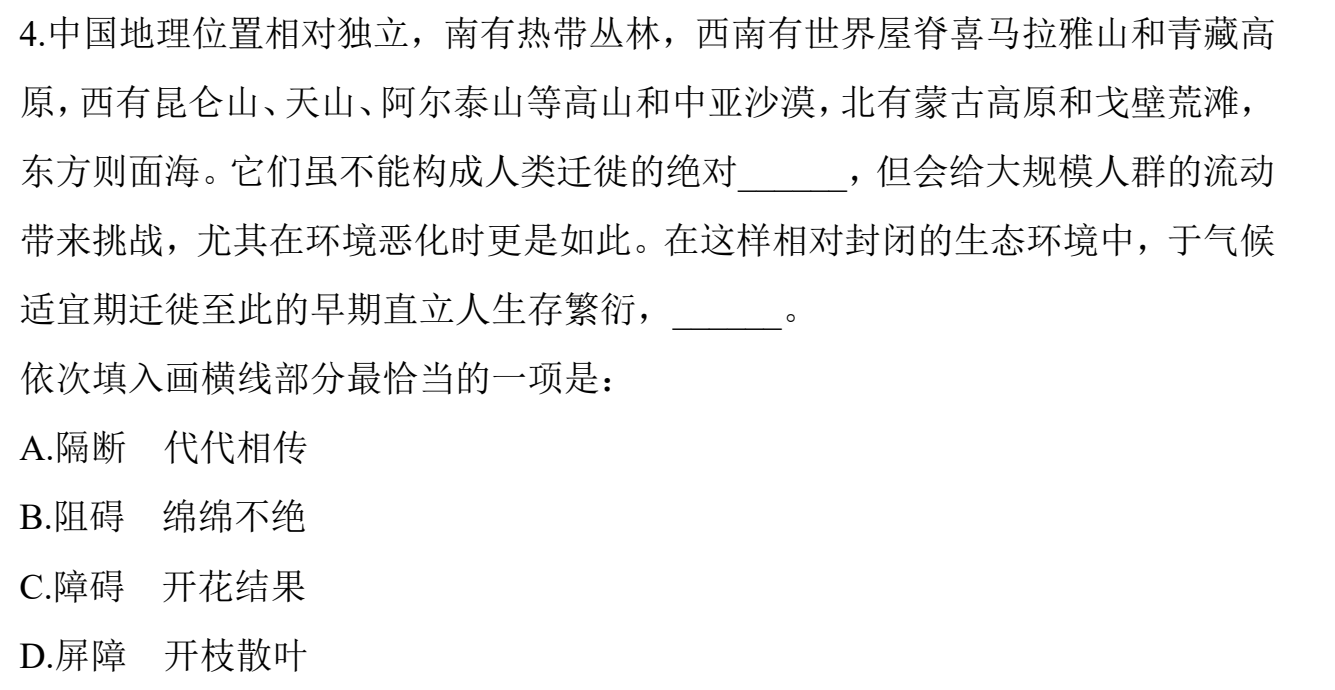 4.中国地理位置相对独立，南有热带丛林，西南有世界屋脊喜马拉雅山和青藏高
原，西有昆仑山、天山、阿尔泰山等高山和中亚沙漠，北有蒙古高原和戈壁荒滩，
东方则面海。它们虽不能构成人类迁徙的绝对______，但会给大规模人群的流动
带来挑战，尤其在环境恶化时更是如此。在这样相对封闭的生态环境中，于气候
适宜期迁徙至此的早期直立人生存繁衍，______。
依次填入画横线部分最恰当的一项是：
A.隔断　代代相传
B.阻碍　绵绵不绝
C.障碍　开花结果
D.屏障　开枝散叶